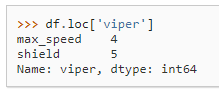 >>> df.loc['viper']
max_speed    4
shield       5
Name: viper, dtype: int64